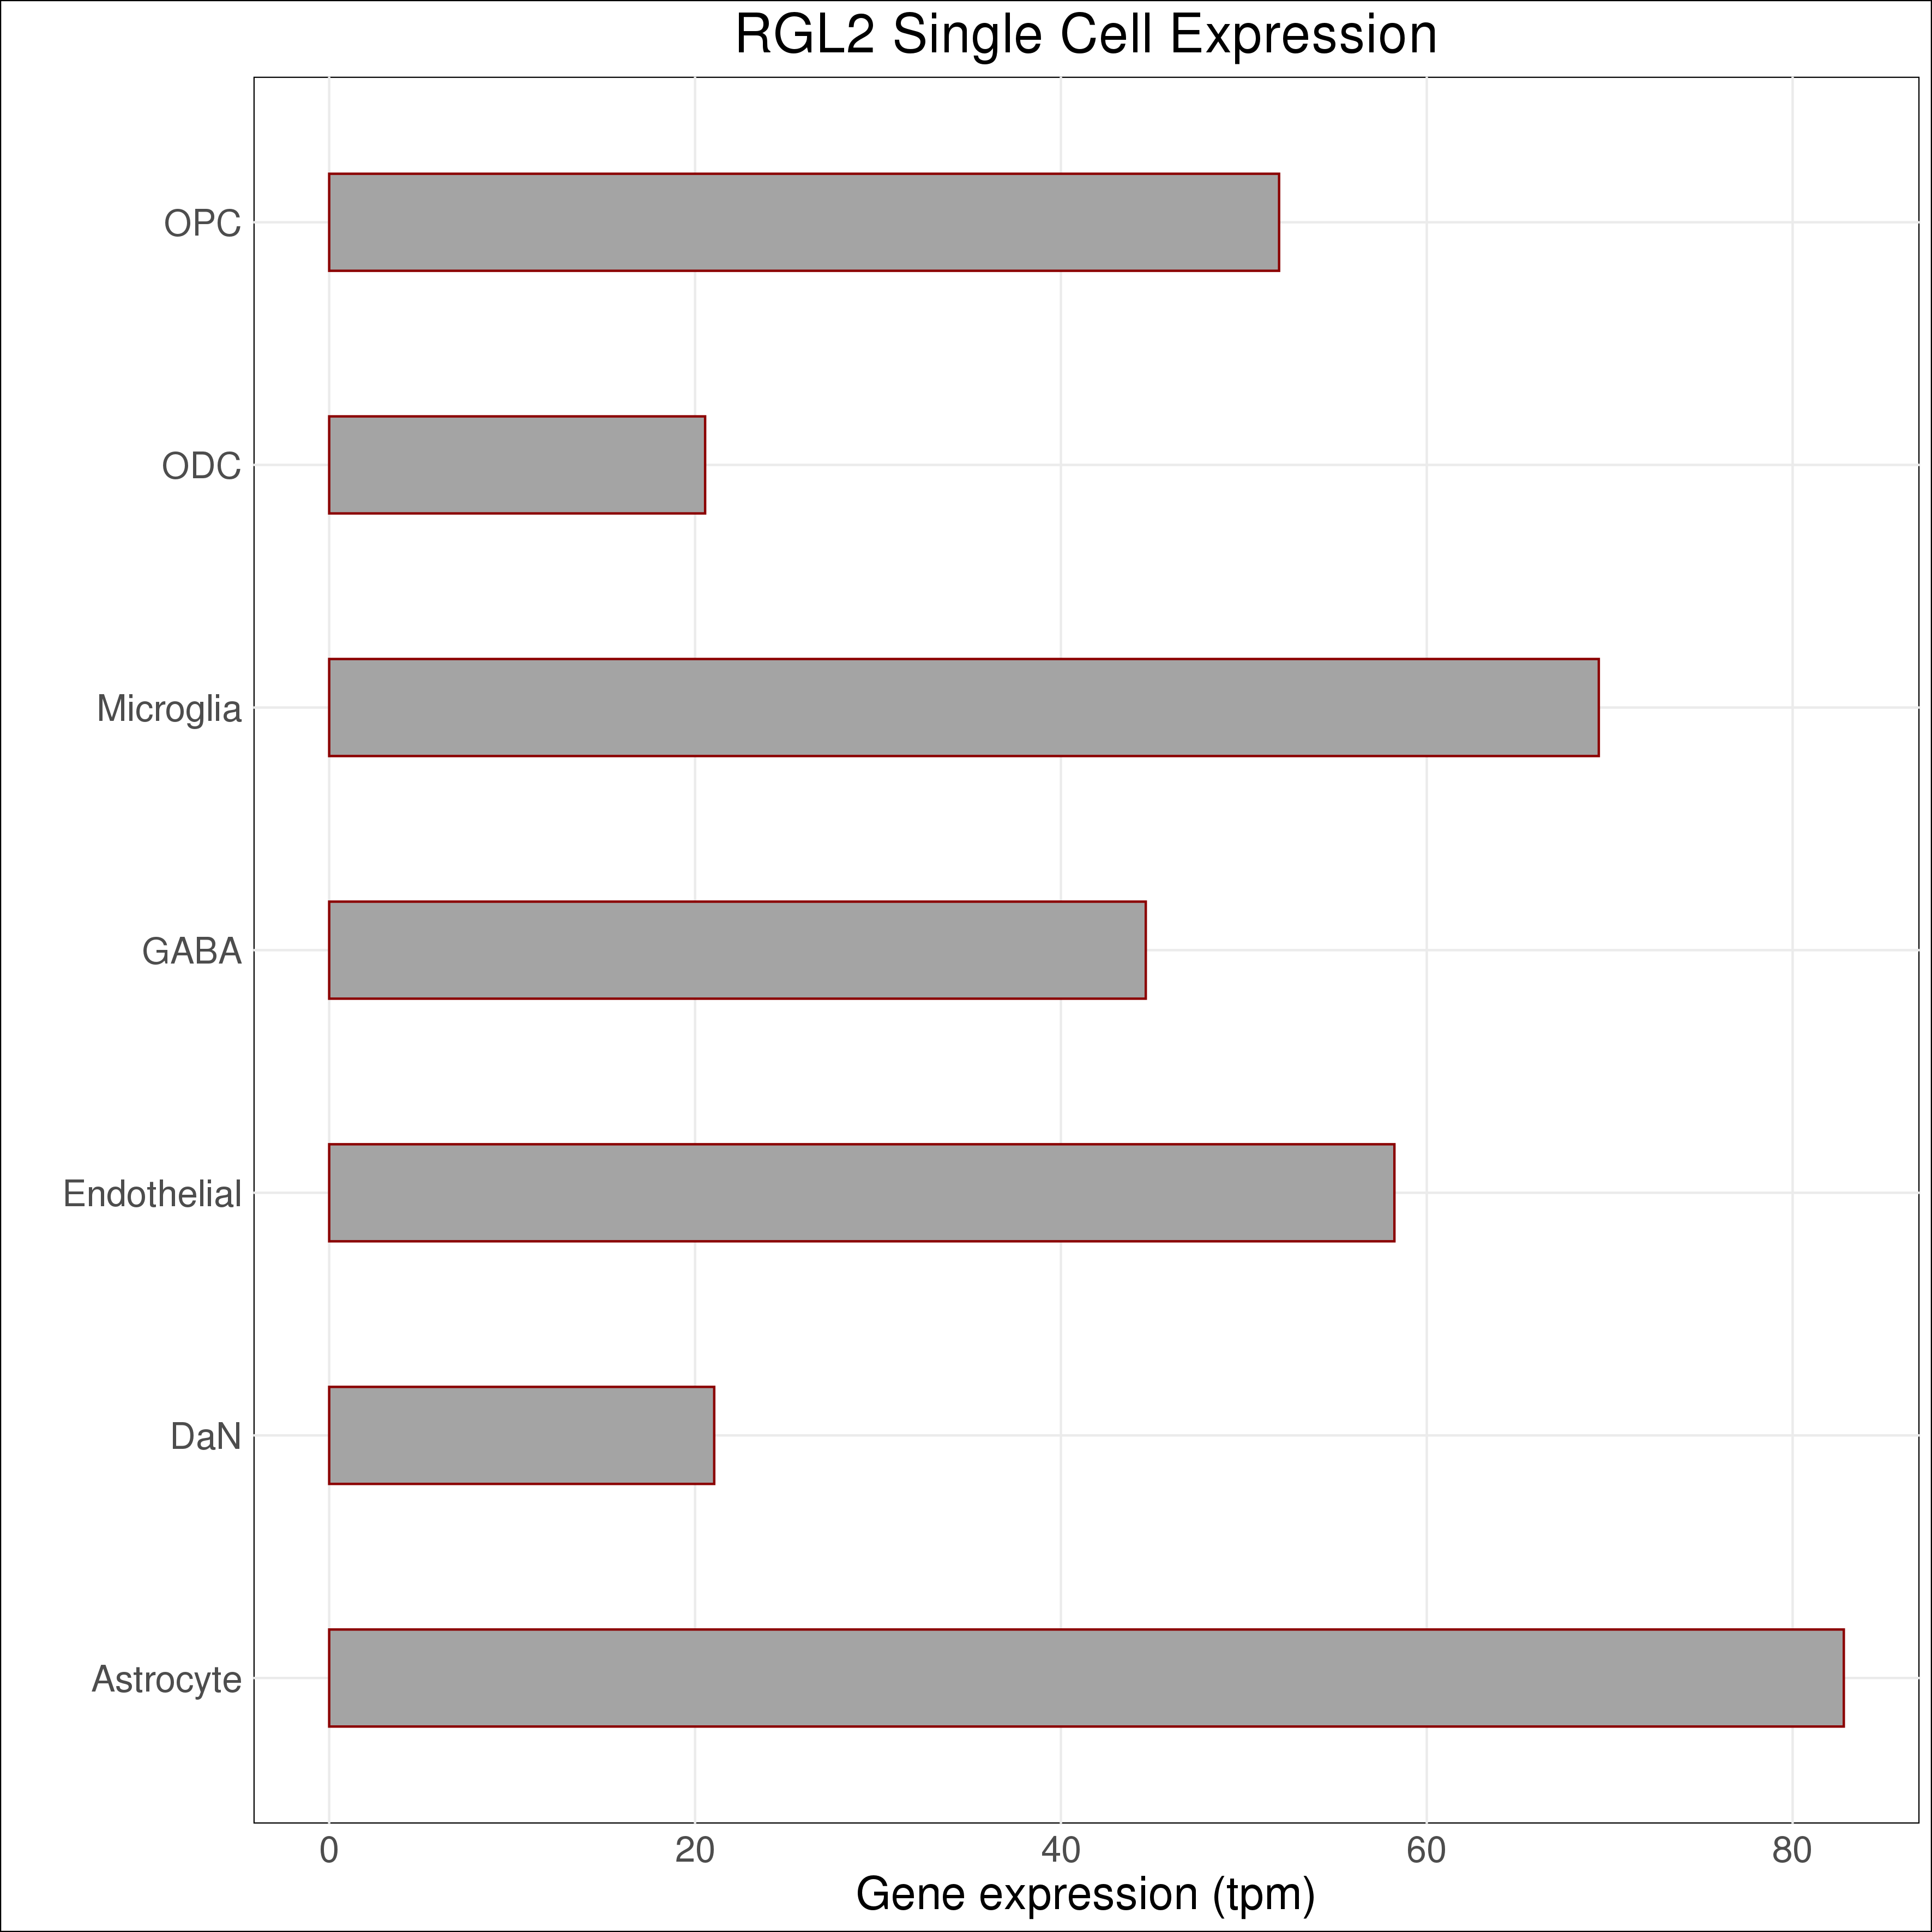 RGL2 Single Cell Expression
OPC
ODC
Microglia
GABA
Endothelial
DaN
Astrocyte
0 20 40 60 80
Gene expression (tpm)